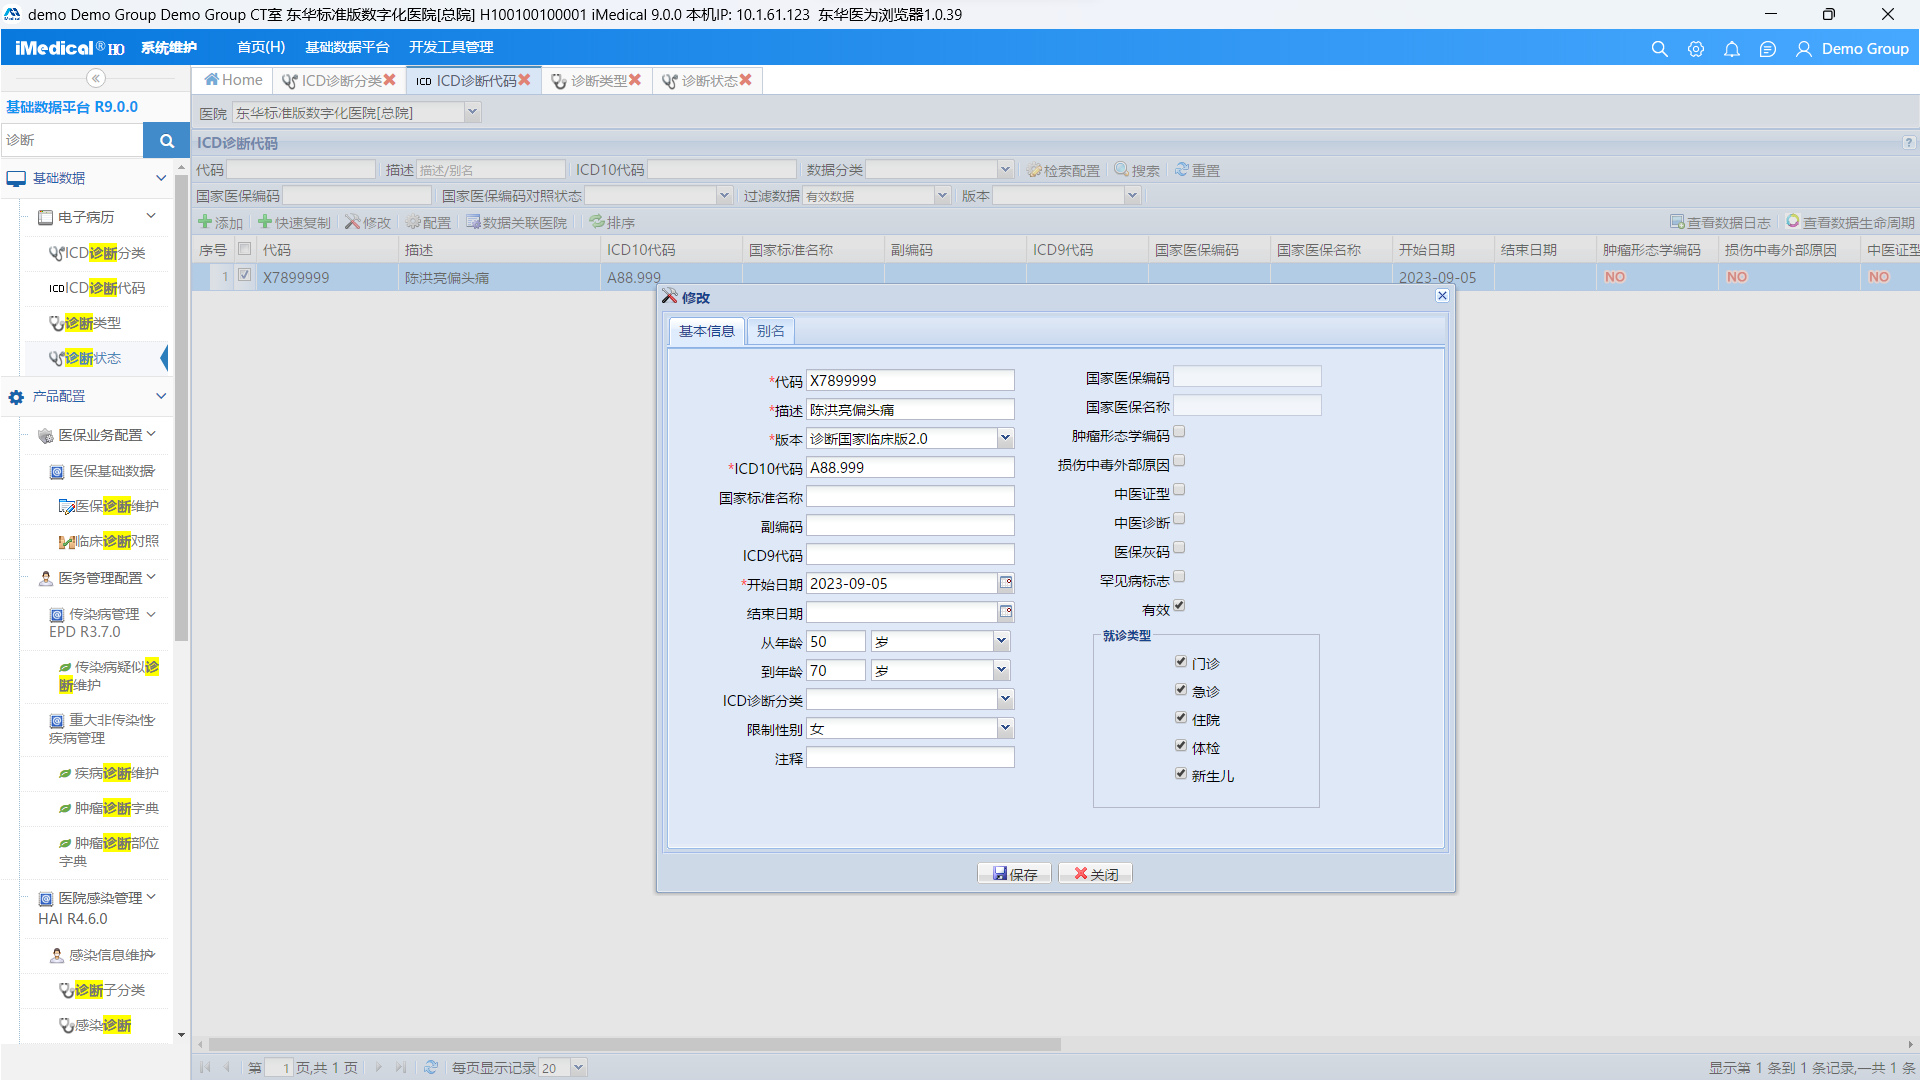 demo Demo Group Demo Group CT室 东华标准版数字化医院[总院] H100100100001 iMedical 9.0.0 本机IP: 10.1.61.123 东华医为浏览器1.0.39
iMedical® HO 系统维护 首页(H) 基础数据平台 开发工具管理 Demo Group
Home ICD诊断分类 ICD ICD诊断代码 诊断类型 诊断状态
基础数据平台 R9.0.0
医院 东华标准版数字化医院[总院]
诊断
ICD诊断代码
代码 描述 描述/别名 ICD10代码 数据分类 检索配置 搜索 重置
国家医保编码 国家医保编码对照状态 过滤数据 有效数据 版本
添加 快速复制 修改 配置 数据关联医院 排序 查看数据日志 查看数据生命周期
序号 代码 描述 ICD10代码 国家标准名称 副编码 ICD9代码 国家医保编码 国家医保名称 开始日期 结束日期 肿瘤形态学编码 损伤中毒外部原因 中医证型
1 X7899999 陈洪亮偏头痛 A88.999 2023-09-05 NO NO NO
基础数据
电子病历
ICD诊断分类
ICD ICD诊断代码
诊断类型
诊断状态
产品配置
医保业务配置
医保基础数据
医保诊断维护
临床诊断对照
医务管理配置
传染病管理
EPD R3.7.0
传染病疑似诊
断维护
重大非传染性
疾病管理
疾病诊断维护
肿瘤诊断字典
肿瘤诊断部位
字典
医院感染管理
HAI R4.6.0
感染信息维护
诊断子分类
感染诊断
修改
基本信息 别名
*代码 X7899999
*描述 陈洪亮偏头痛
*版本 诊断国家临床版2.0
*ICD10代码 A88.999
国家标准名称
副编码
ICD9代码
*开始日期 2023-09-05
结束日期
从年龄 50 岁
到年龄 70 岁
ICD诊断分类
限制性别 女
注释
国家医保编码
国家医保名称
肿瘤形态学编码
损伤中毒外部原因
中医证型
中医诊断
医保灰码
罕见病标志
有效
就诊类型
门诊
急诊
住院
体检
新生儿
保存 关闭
第 1 页,共 1 页 每页显示记录 20 显示第 1 条到 1 条记录,一共 1 条